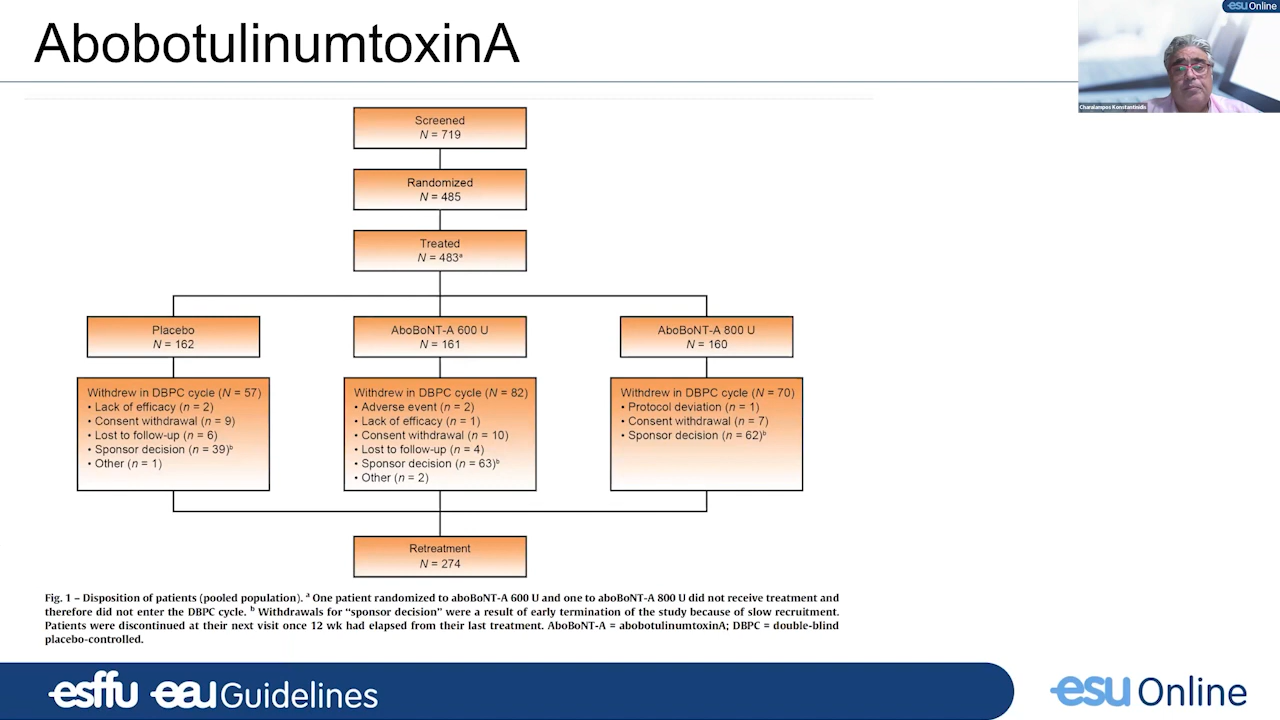 AbobotulinumtoxinA
esu Online
Charalampos Konstantinidis
Screened
N = 719
Randomized
N = 485
Treated
N = 483ᵃ
Placebo
N = 162
AboBoNT-A 600 U
N = 161
AboBoNT-A 800 U
N = 160
Withdrew in DBPC cycle (N = 57)
• Lack of efficacy (n = 2)
• Consent withdrawal (n = 9)
• Lost to follow-up (n = 6)
• Sponsor decision (n = 39)ᵇ
• Other (n = 1)
Withdrew in DBPC cycle (N = 82)
• Adverse event (n = 2)
• Lack of efficacy (n = 1)
• Consent withdrawal (n = 10)
• Lost to follow-up (n = 4)
• Sponsor decision (n = 63)ᵇ
• Other (n = 2)
Withdrew in DBPC cycle (N = 70)
• Protocol deviation (n = 1)
• Consent withdrawal (n = 7)
• Sponsor decision (n = 62)ᵇ
Retreatment
N = 274
Fig. 1 – Disposition of patients (pooled population). ᵃ One patient randomized to aboBoNT-A 600 U and one to aboBoNT-A 800 U did not receive treatment and
therefore did not enter the DBPC cycle. ᵇ Withdrawals for “sponsor decision” were a result of early termination of the study because of slow recruitment.
Patients were discontinued at their next visit once 12 wk had elapsed from their last treatment. AboBoNT-A = abobotulinumtoxinA; DBPC = double-blind
placebo-controlled.
esffu eau Guidelines
esu Online